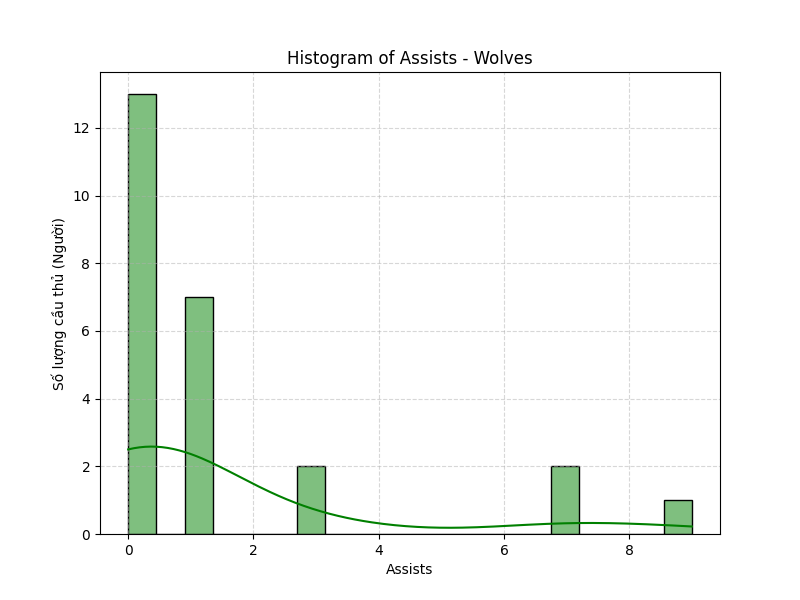 Histogram of Assists - Wolves
Số lượng cầu thủ (Người)
12
10
8
6
4
2
0
0 2 4 6 8
Assists